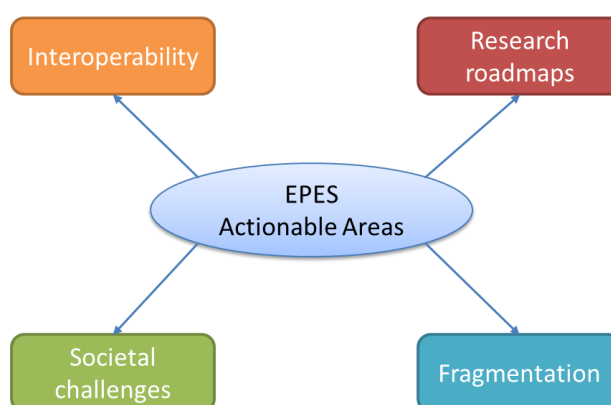 Interoperability
Research
roadmaps
EPES
Actionable Areas
Societal
challenges
Fragmentation